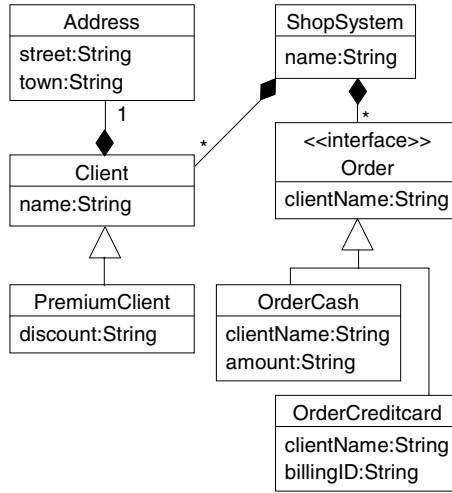 Address
street:String
town:String
ShopSystem
name:String
1
*
*
Client
name:String
<<interface>>
Order
clientName:String
PremiumClient
discount:String
OrderCash
clientName:String
amount:String
OrderCreditcard
clientName:String
billingID:String